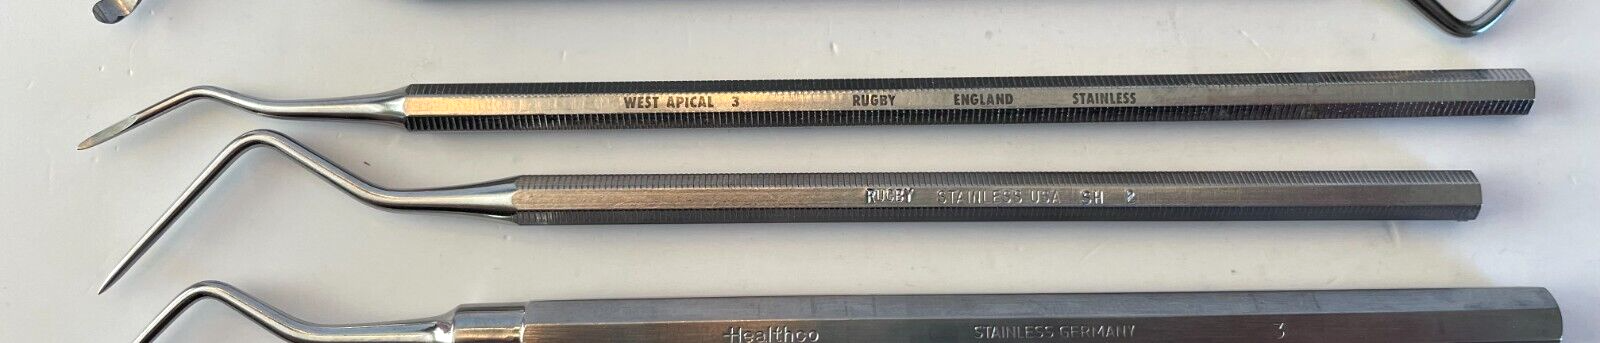 WEST APICAL 3 RUGBY ENGLAND STAINLESS
RUGBY STAINLESS USA SH 2
Healthco STAINLESS GERMANY 3